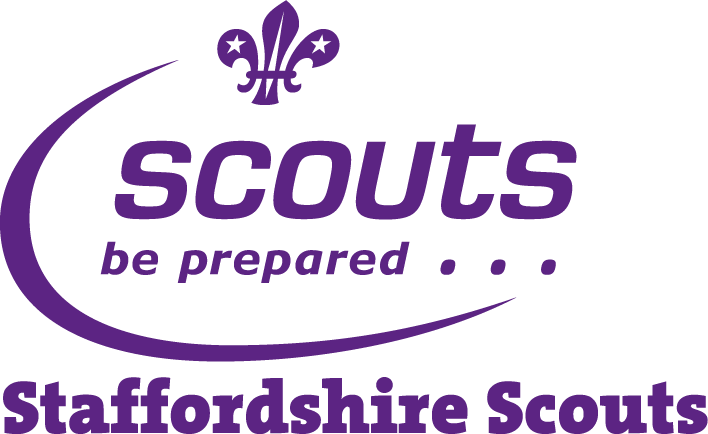 scouts
be prepared . . .
Staffordshire Scouts